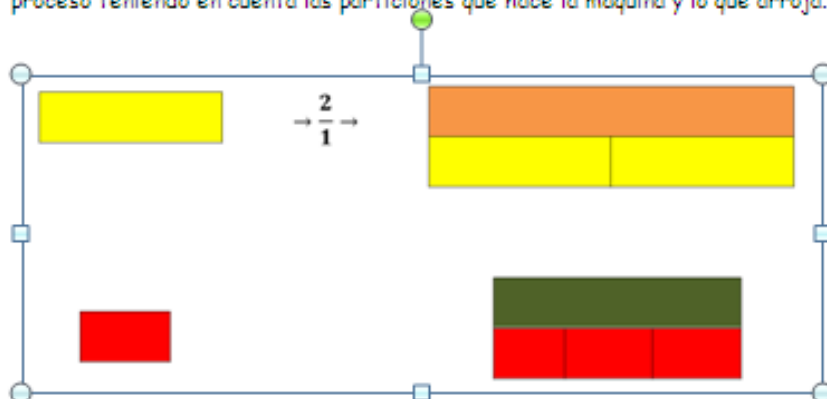 proceso teniendo en cuenta las particiones que hace la máquina y lo que arroja.
→ 2/1 →